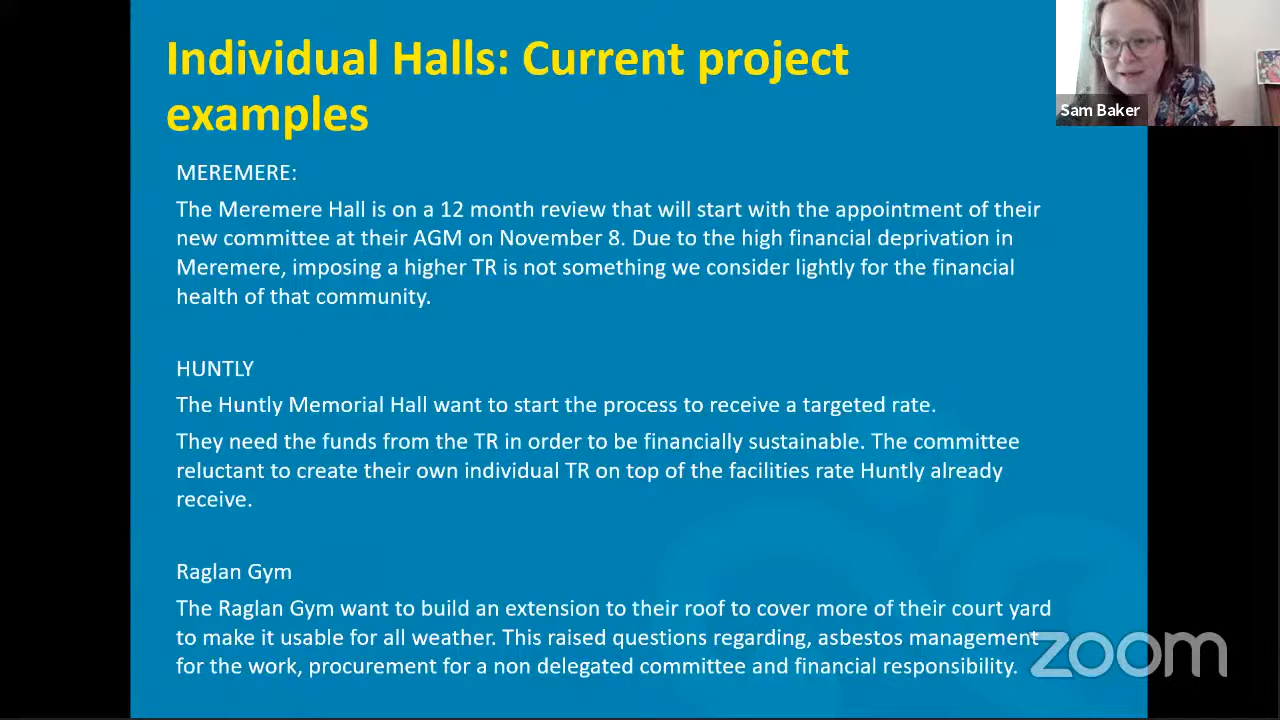 Individual Halls: Current project
examples
Sam Baker
MEREMERE:
The Meremere Hall is on a 12 month review that will start with the appointment of their
new committee at their AGM on November 8. Due to the high financial deprivation in
Meremere, imposing a higher TR is not something we consider lightly for the financial
health of that community.
HUNTLY
The Huntly Memorial Hall want to start the process to receive a targeted rate.
They need the funds from the TR in order to be financially sustainable. The committee
reluctant to create their own individual TR on top of the facilities rate Huntly already
receive.
Raglan Gym
The Raglan Gym want to build an extension to their roof to cover more of their court yard
to make it usable for all weather. This raised questions regarding, asbestos management
for the work, procurement for a non delegated committee and financial responsibility.
zoom